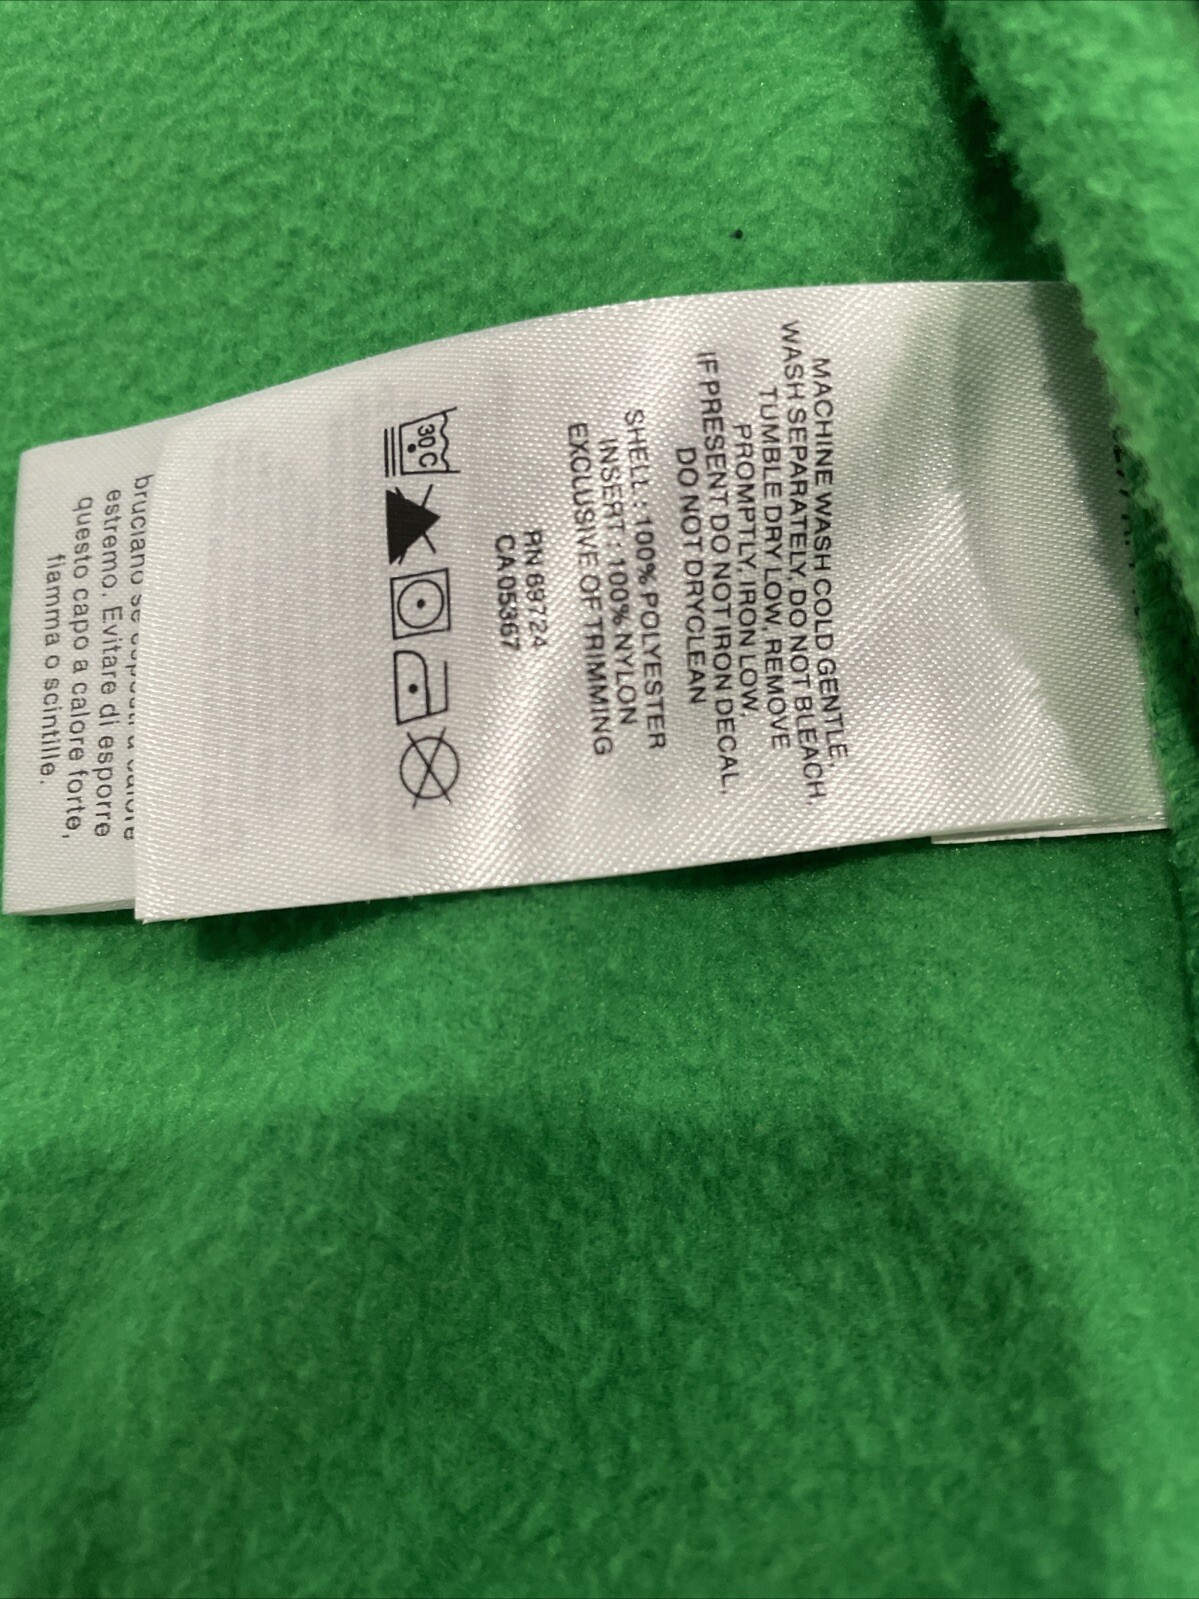 MACHINE WASH COLD GENTLE,
WASH SEPARATELY, DO NOT BLEACH,
TUMBLE DRY LOW, REMOVE
PROMPTLY, IRON LOW,
IF PRESENT DO NOT IRON DECAL,
DO NOT DRYCLEAN
SHELL : 100% POLYESTER
INSERT : 100% NYLON
EXCLUSIVE OF TRIMMING
RN 69724
CA 05367
30 C
bruciano se
estremo. Evitare di esporre
questo capo a calore forte,
fiamma o scintille.